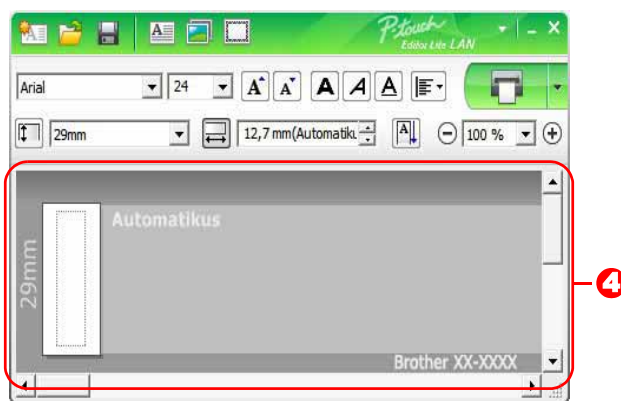 P-touch
Editor Lite LAN
Arial 24 A A A A A
29mm 12,7 mm(Automatiku A 100 %
Automatikus
29mm
4
Brother XX-XXXX